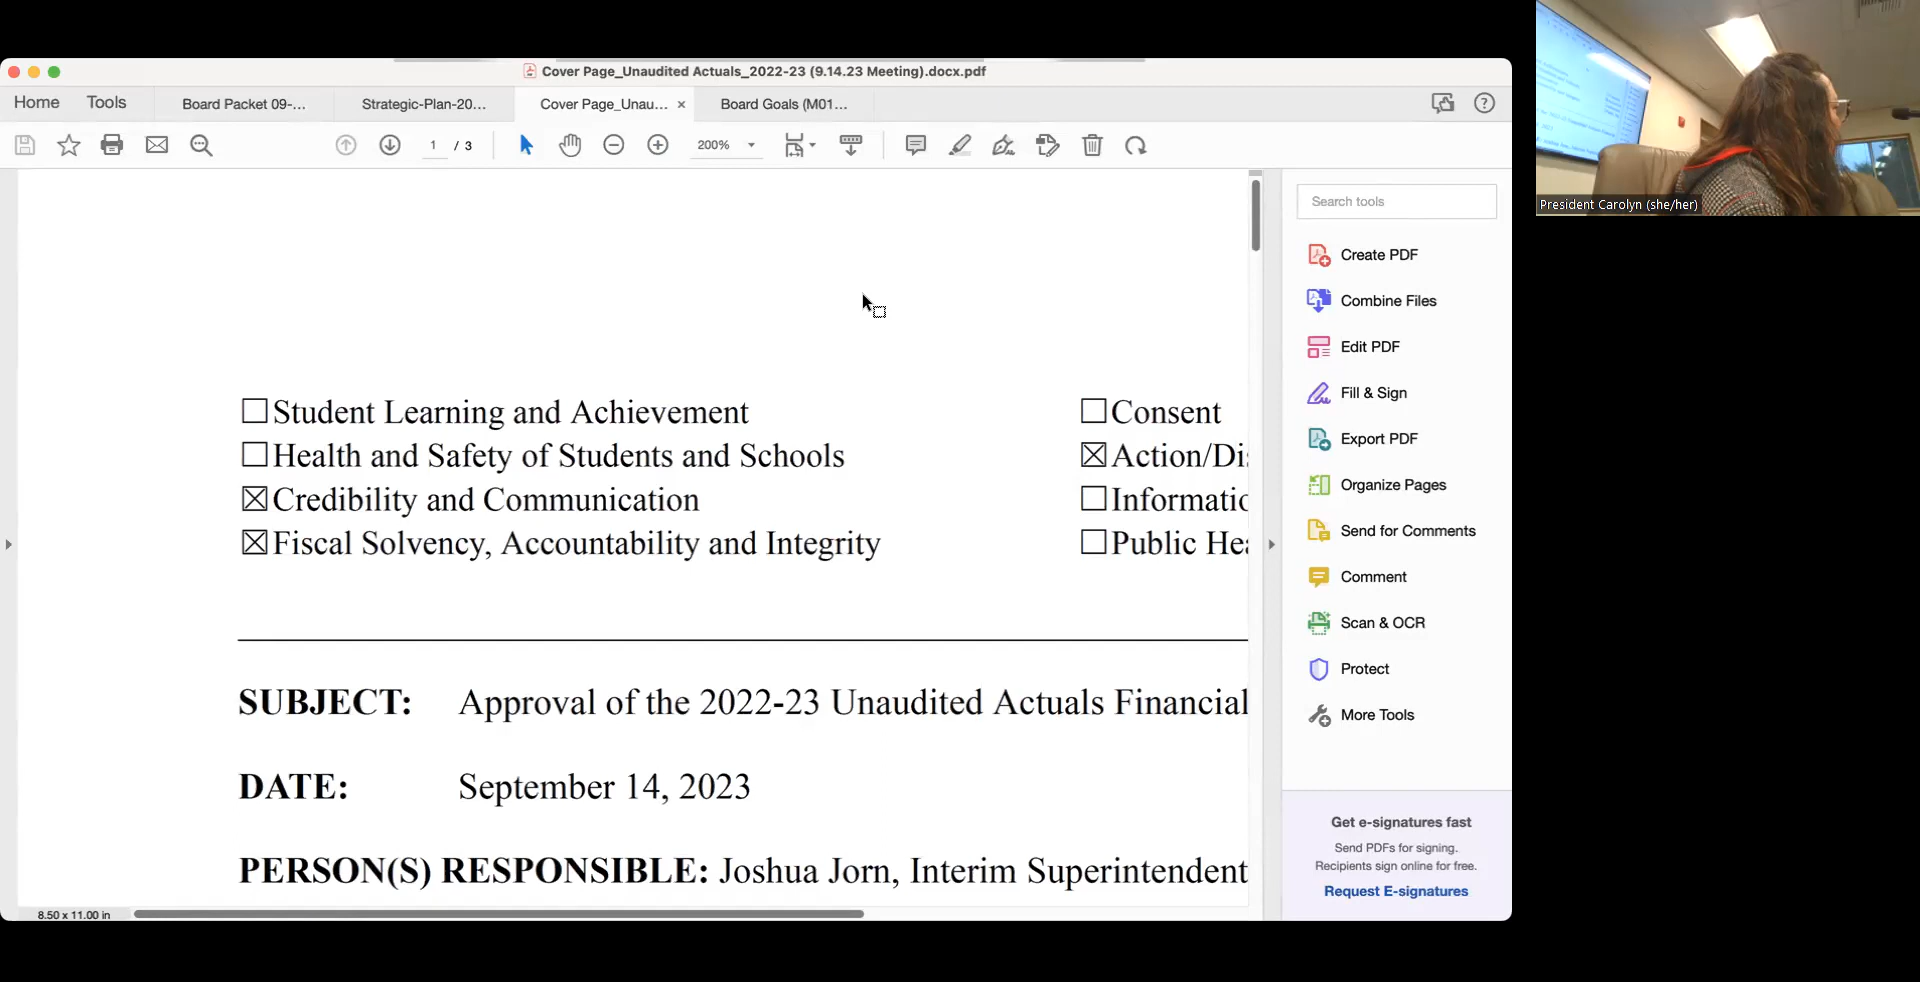 Cover Page_Unaudited Actuals_2022-23 (9.14.23 Meeting).docx.pdf
Home
Tools
Board Packet 09-...
Strategic-Plan-20...
Cover Page_Unau... ×
Board Goals (M01...
1 / 3
200%
Search tools
Create PDF
Combine Files
Edit PDF
Fill & Sign
Export PDF
Organize Pages
Send for Comments
Comment
Scan & OCR
Protect
More Tools
Get e-signatures fast
Send PDFs for signing.
Recipients sign online for free.
Request E-signatures
☐Student Learning and Achievement
☐Health and Safety of Students and Schools
☒Credibility and Communication
☒Fiscal Solvency, Accountability and Integrity
☐Consent
☒Action/Dis
☐Informatio
☐Public Hea
SUBJECT: Approval of the 2022-23 Unaudited Actuals Financial
DATE: September 14, 2023
PERSON(S) RESPONSIBLE: Joshua Jorn, Interim Superintendent
8.50 x 11.00 in
President Carolyn (she/her)